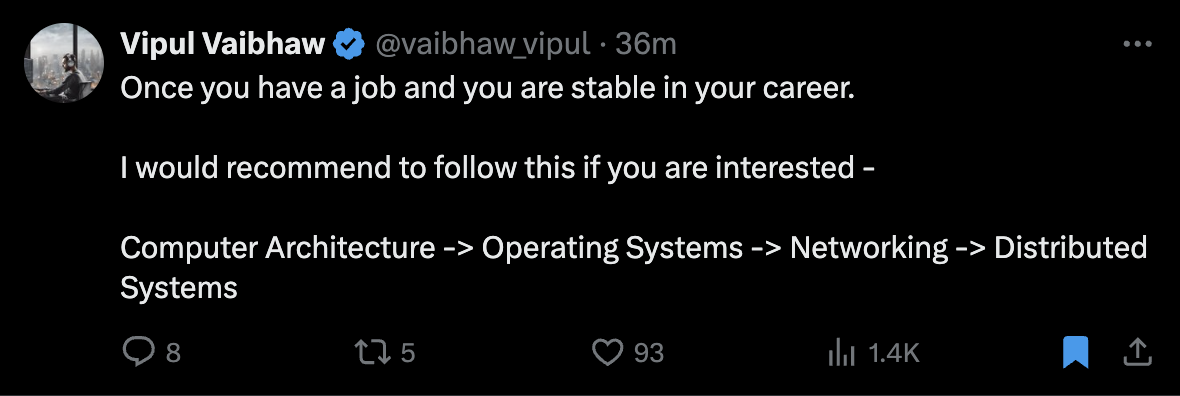 Vipul Vaibhaw @vaibhaw_vipul · 36m
Once you have a job and you are stable in your career.
I would recommend to follow this if you are interested -
Computer Architecture -> Operating Systems -> Networking -> Distributed
Systems
8 5 93 1.4K